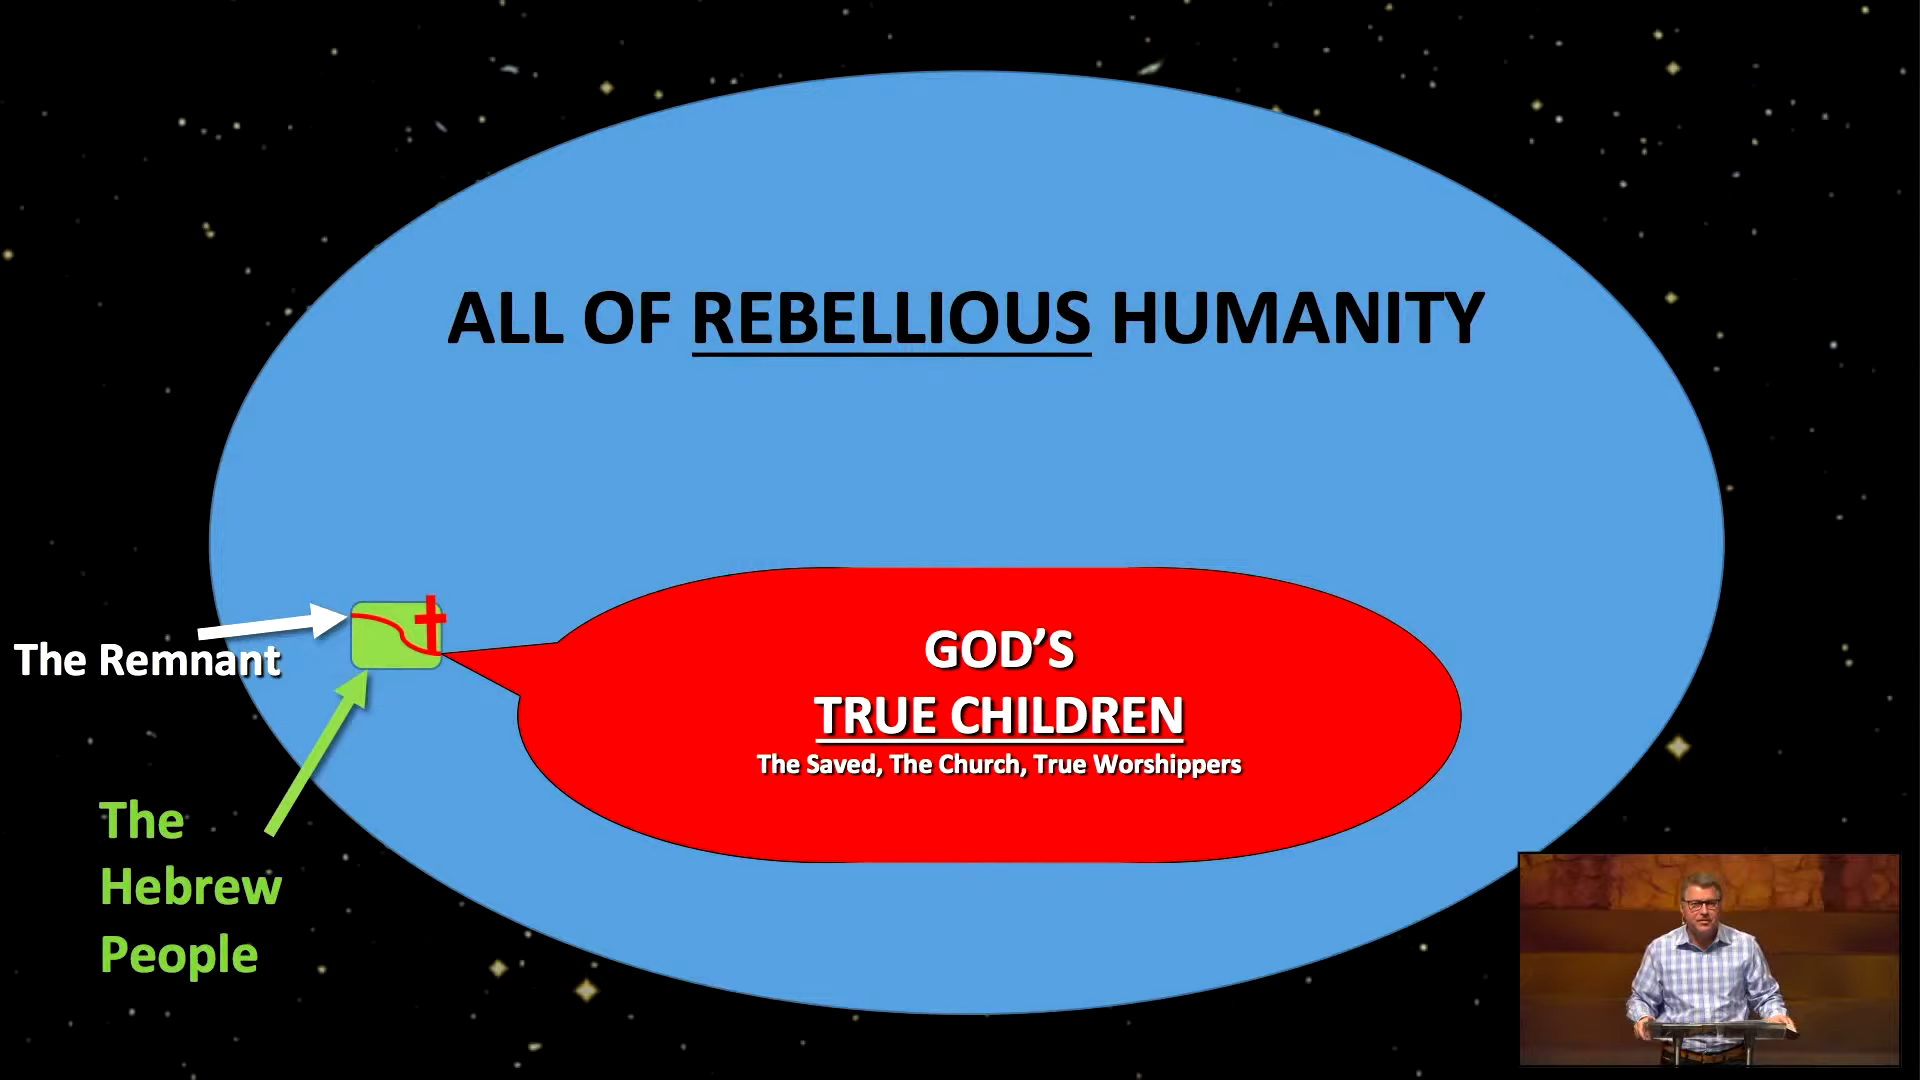 ALL OF REBELLIOUS HUMANITY
The Remnant
GOD’S
TRUE CHILDREN
The Saved, The Church, True Worshippers
The
Hebrew
People